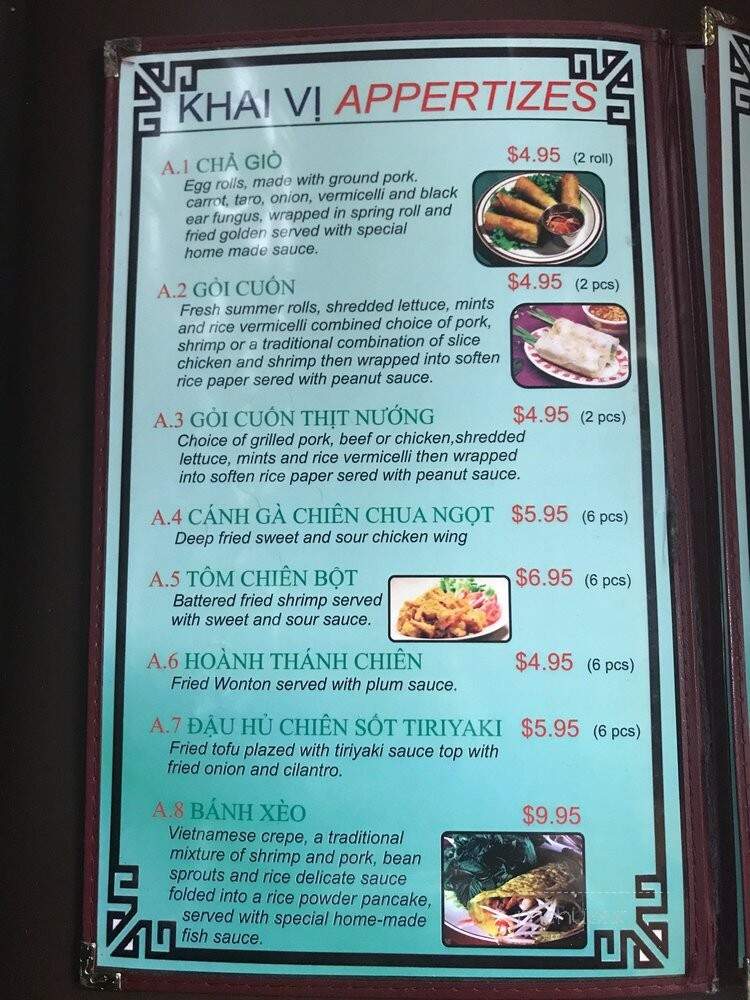 KHAI VỊ APPERTIZES
A.1 CHẢ GIÒ $4.95 (2 roll)
Egg rolls, made with ground pork.
carrot, taro, onion, vermicelli and black
ear fungus, wrapped in spring roll and
fried golden served with special
home made sauce.
A.2 GỎI CUỐN $4.95 (2 pcs)
Fresh summer rolls, shredded lettuce, mints
and rice vermicelli combined choice of pork,
shrimp or a traditional combination of slice
chicken and shrimp then wrapped into soften
rice paper sered with peanut sauce.
A.3 GỎI CUỐN THỊT NƯỚNG $4.95 (2 pcs)
Choice of grilled pork, beef or chicken,shredded
lettuce, mints and rice vermicelli then wrapped
into soften rice paper sered with peanut sauce.
A.4 CÁNH GÀ CHIÊN CHUA NGỌT $5.95 (6 pcs)
Deep fried sweet and sour chicken wing
A.5 TÔM CHIÊN BỘT $6.95 (6 pcs)
Battered fried shrimp served
with sweet and sour sauce.
A.6 HOÀNH THÁNH CHIÊN $4.95 (6 pcs)
Fried Wonton served with plum sauce.
A.7 ĐẬU HỦ CHIÊN SỐT TIRIYAKI $5.95 (6 pcs)
Fried tofu plazed with tiriyaki sauce top with
fried onion and cilantro.
A.8 BÁNH XÈO $9.95
Vietnamese crepe, a traditional
mixture of shrimp and pork, bean
sprouts and rice delicate sauce
folded into a rice powder pancake,
served with special home-made
fish sauce.